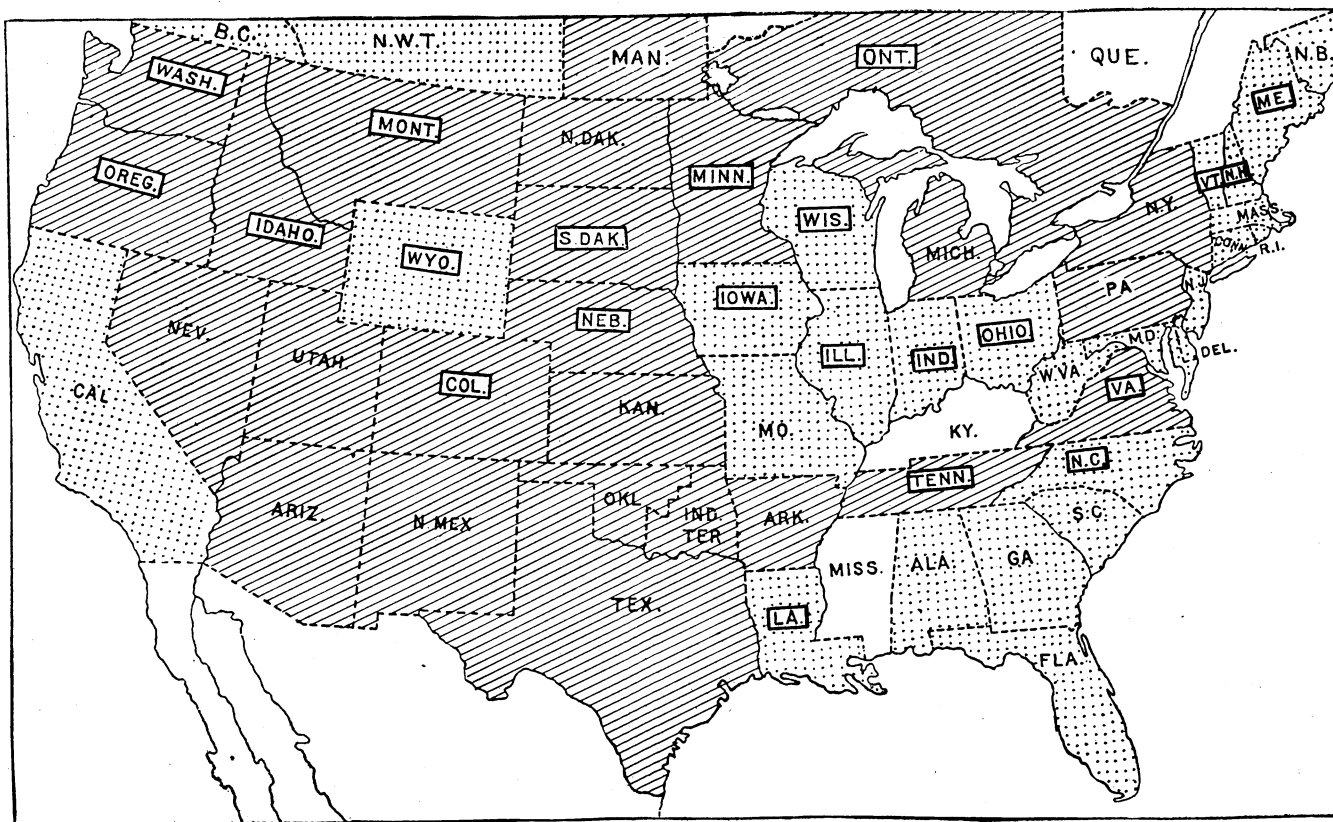 B.C.
N.W.T.
MAN.
ONT.
QUE.
N.B.
WASH.
MONT.
N.DAK.
MINN.
ME.
OREG.
IDAHO.
WYO.
S.DAK.
WIS.
MICH.
N.Y.
VT.
N.H.
MASS.
CONN.
R.I.
NEV.
UTAH.
COL.
NEB.
IOWA.
ILL.
IND.
OHIO
PA
N.J.
MD.
DEL.
W.VA
VA.
CAL
KAN.
MO.
KY.
ARIZ.
N.MEX
OKL.
IND.
TER
ARK.
TENN.
N.C.
S.C.
TEX.
LA.
MISS.
ALA.
GA
FLA.